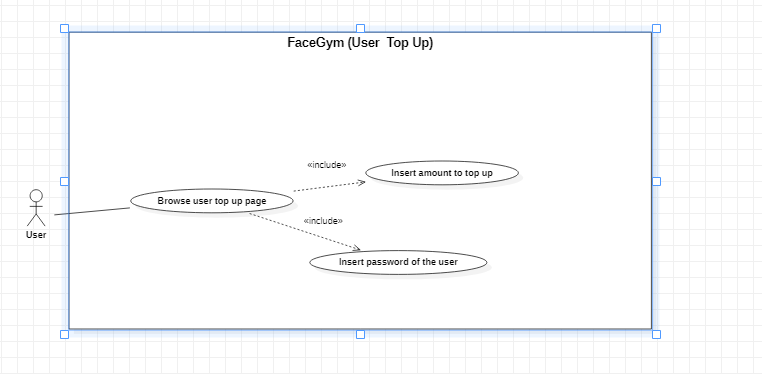 FaceGym (User Top Up)
«include»
Insert amount to top up
Browse user top up page
«include»
User
Insert password of the user